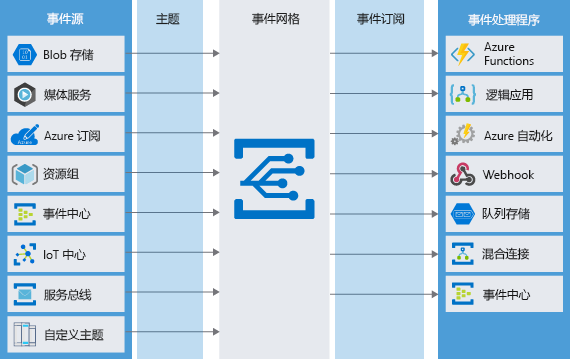 事件源
主题
事件网格
事件订阅
事件处理程序
Blob 存储
媒体服务
Azure 订阅
资源组
事件中心
IoT 中心
服务总线
自定义主题
Azure
Functions
逻辑应用
Azure 自动化
Webhook
队列存储
混合连接
事件中心